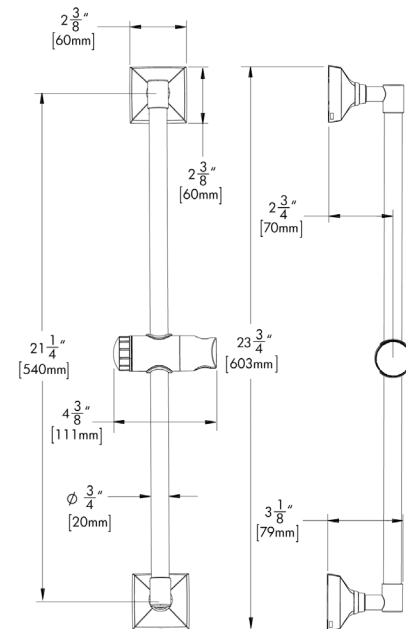 2 3/8"
[60mm]
2 3/8"
[60mm]
2 3/4"
[70mm]
21 1/4"
[540mm]
23 3/4"
[603mm]
4 3/8"
[111mm]
Ø 3/4"
[20mm]
3 1/8"
[79mm]